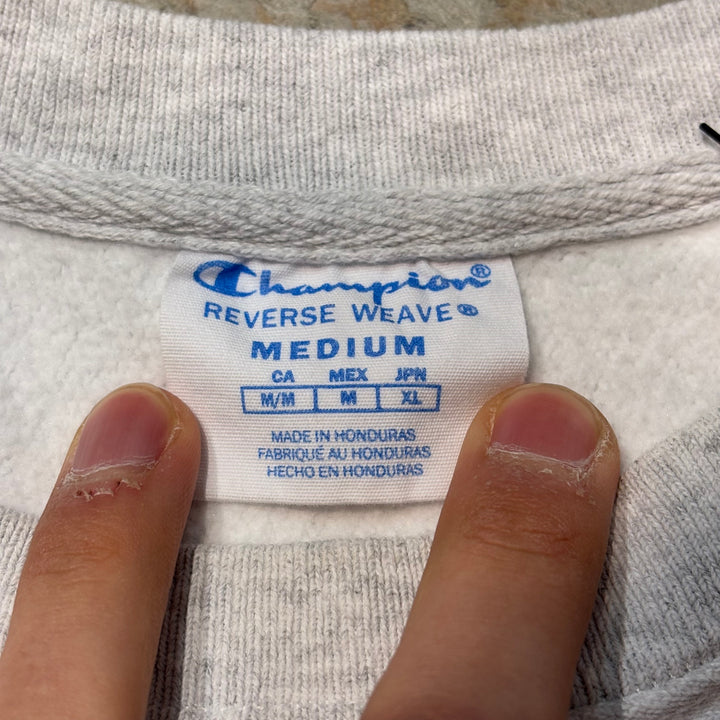 Champion®
REVERSE WEAVE®
MEDIUM
CA MEX JPN
M/M M XL
MADE IN HONDURAS
FABRIQUÉ AU HONDURAS
HECHO EN HONDURAS